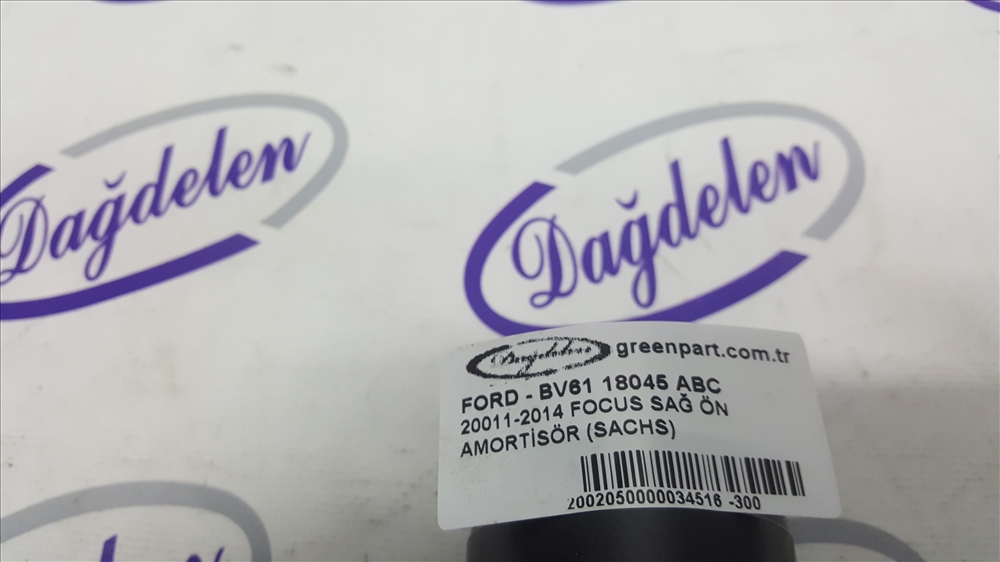 Dağdelen
Dağdelen
Dağdelen greenpart.com.tr
FORD - BV61 18045 ABC
20011-2014 FOCUS SAĞ ÖN
AMORTİSÖR (SACHS)
2002050000034516 -300